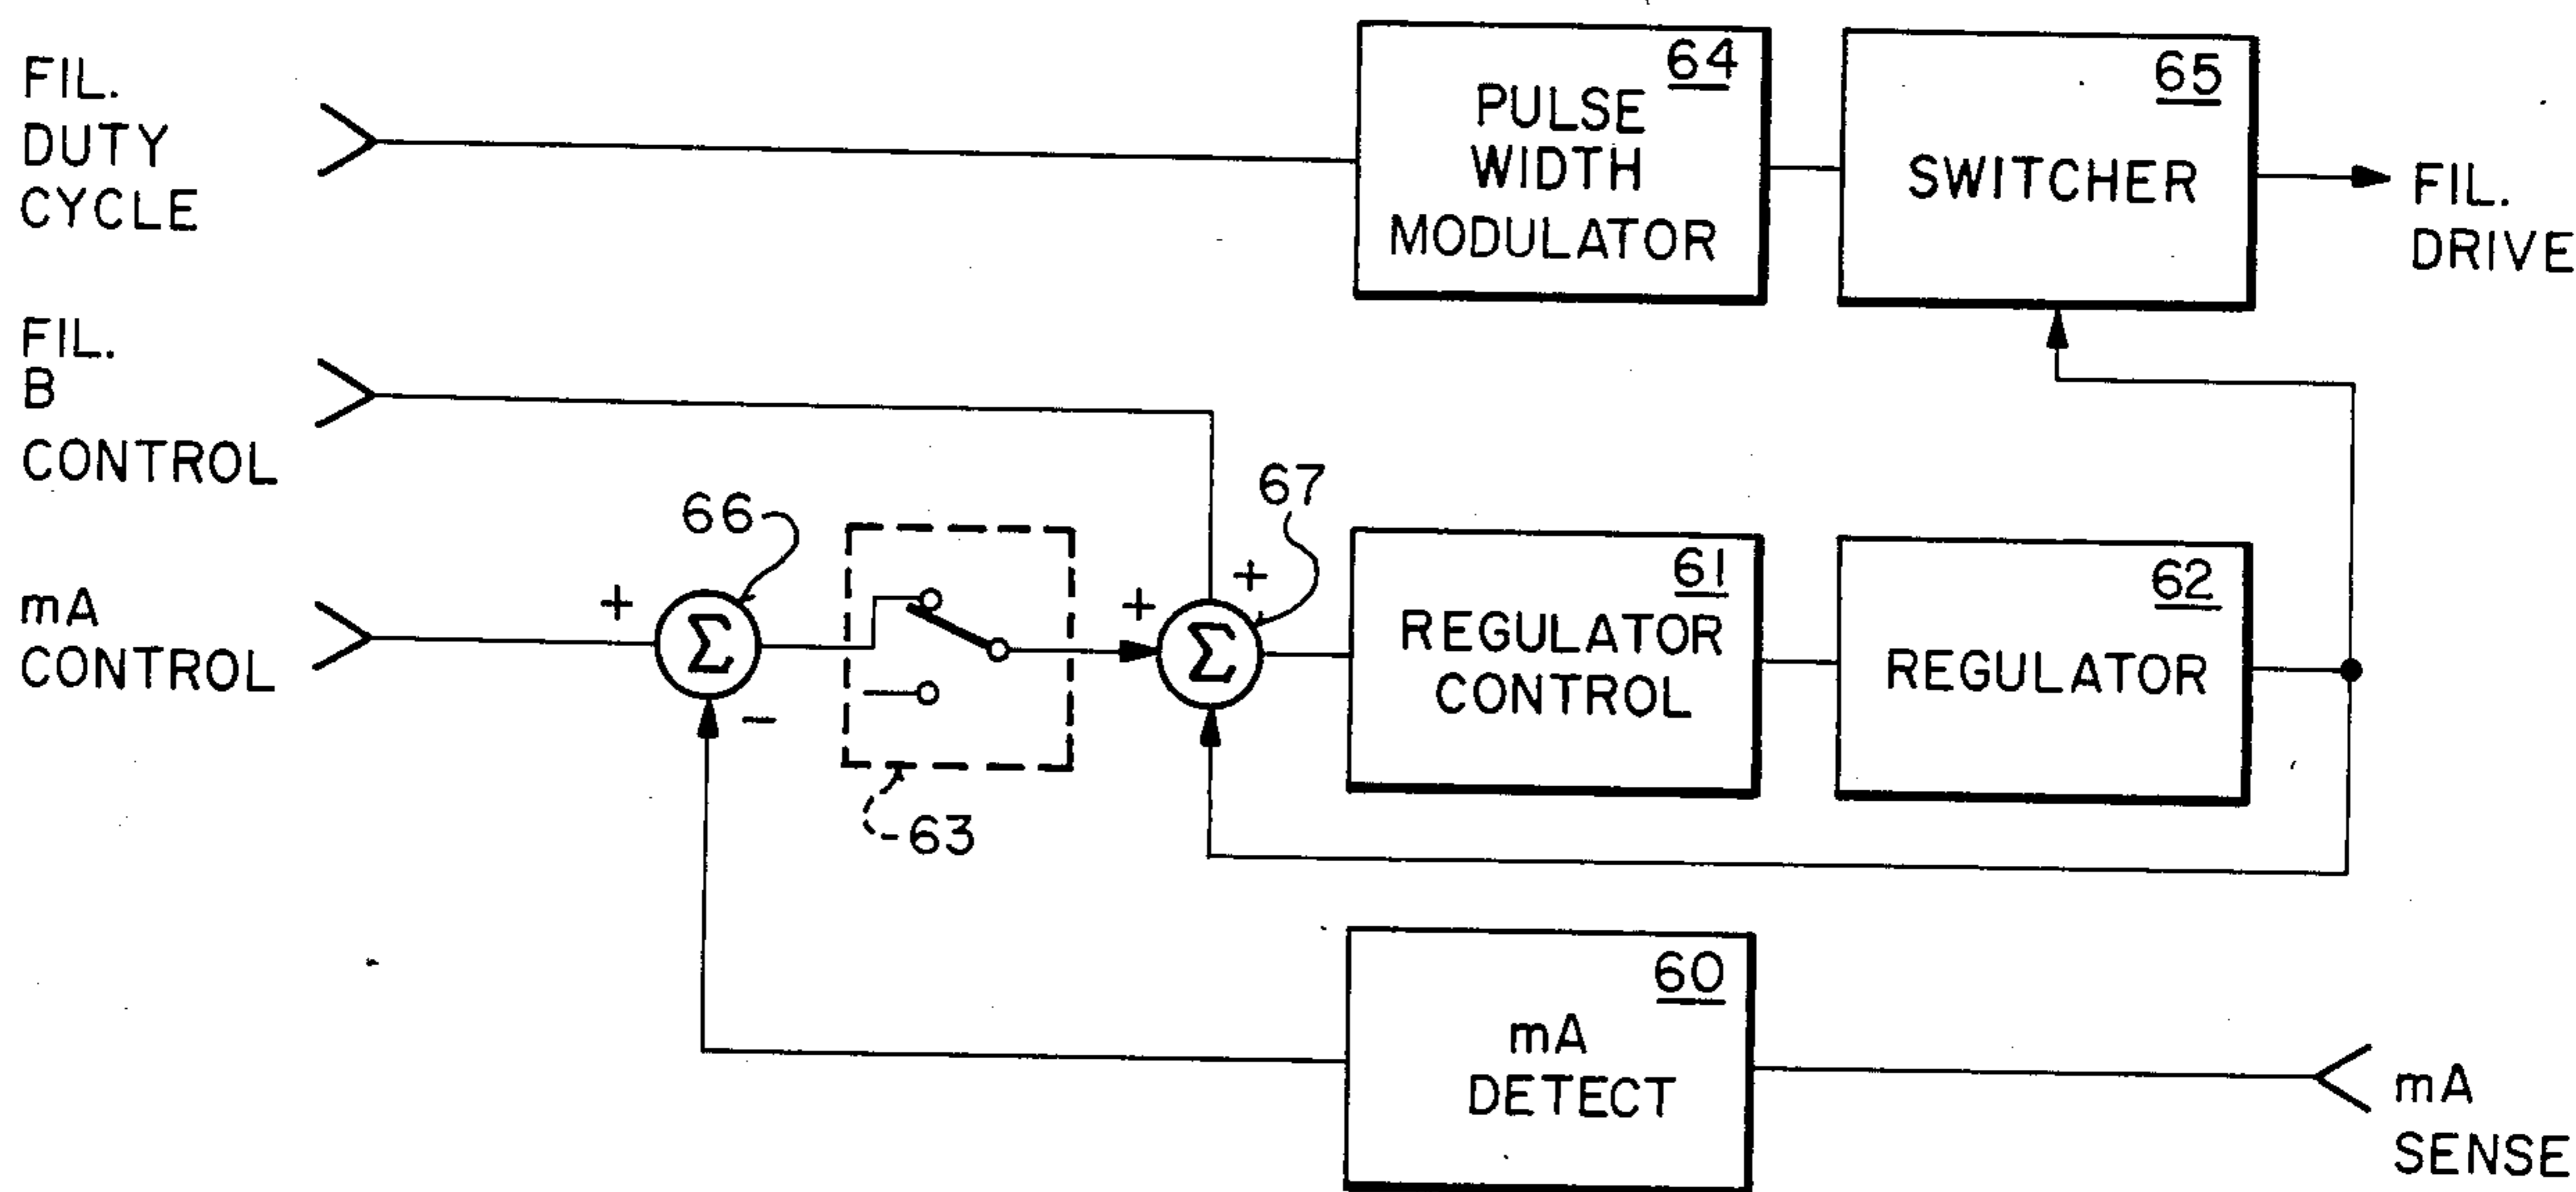 FIL.
DUTY
CYCLE
64
PULSE
WIDTH
MODULATOR
65
SWITCHER
FIL.
DRIVE
FIL.
B
CONTROL
mA
CONTROL
+
66
Σ
−
63
+
+
67
Σ
61
REGULATOR
CONTROL
62
REGULATOR
60
mA
DETECT
mA
SENSE